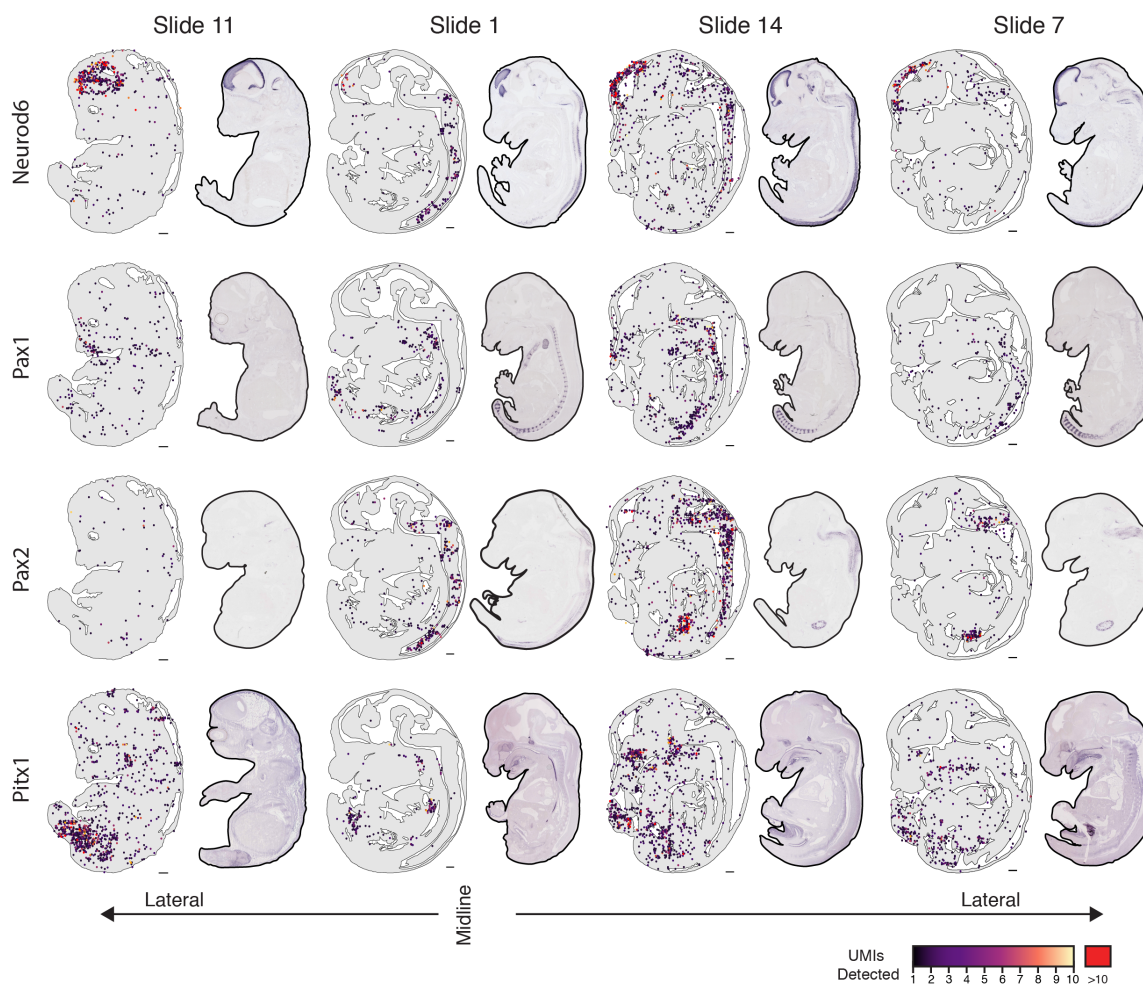 Slide 11 Slide 1 Slide 14 Slide 7
Neurod6
Pax1
Pax2
Pitx1
Lateral Midline Lateral
UMIs
Detected
1 2 3 4 5 6 7 8 9 10 >10